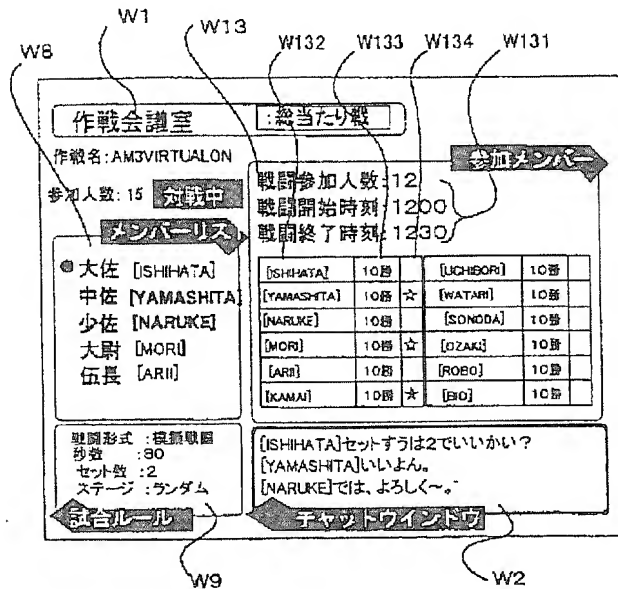 W1
W8
W13
W132
W133
W134
W131
作戦会議室
:総当たり戦
作戦名:AM3VIRTUALON
参加人数: 15
対戦中
参加メンバー
戦闘参加人数:12
戦闘開始時刻:1200
戦闘終了時刻:1230
メンバーリスト
大佐 [ISHIHATA]
中佐 [YAMASHITA]
少佐 [NARUKE]
大尉 [MORI]
伍長 [ARII]
[ISHIHATA] 10勝 [UCHIBORI] 10勝
[YAMASHITA] 10勝 ☆ [WATARI] 10勝
[NARUKE] 10勝 [SONODA] 10勝
[MORI] 10勝 ☆ [OZAKI] 10勝
[ARII] 10勝 [ROBO] 10勝
[KAMAI] 10勝 ★ [BIO] 10勝
戦闘形式 :模擬戦闘
秒数 :80
セット数 :2
ステージ :ランダム
試合ルール
[ISHIHATA]セットすうは2でいいかい?
[YAMASHITA]いいよん。
[NARUKE]では、よろしく～。
チャットウインドウ
W9
W2